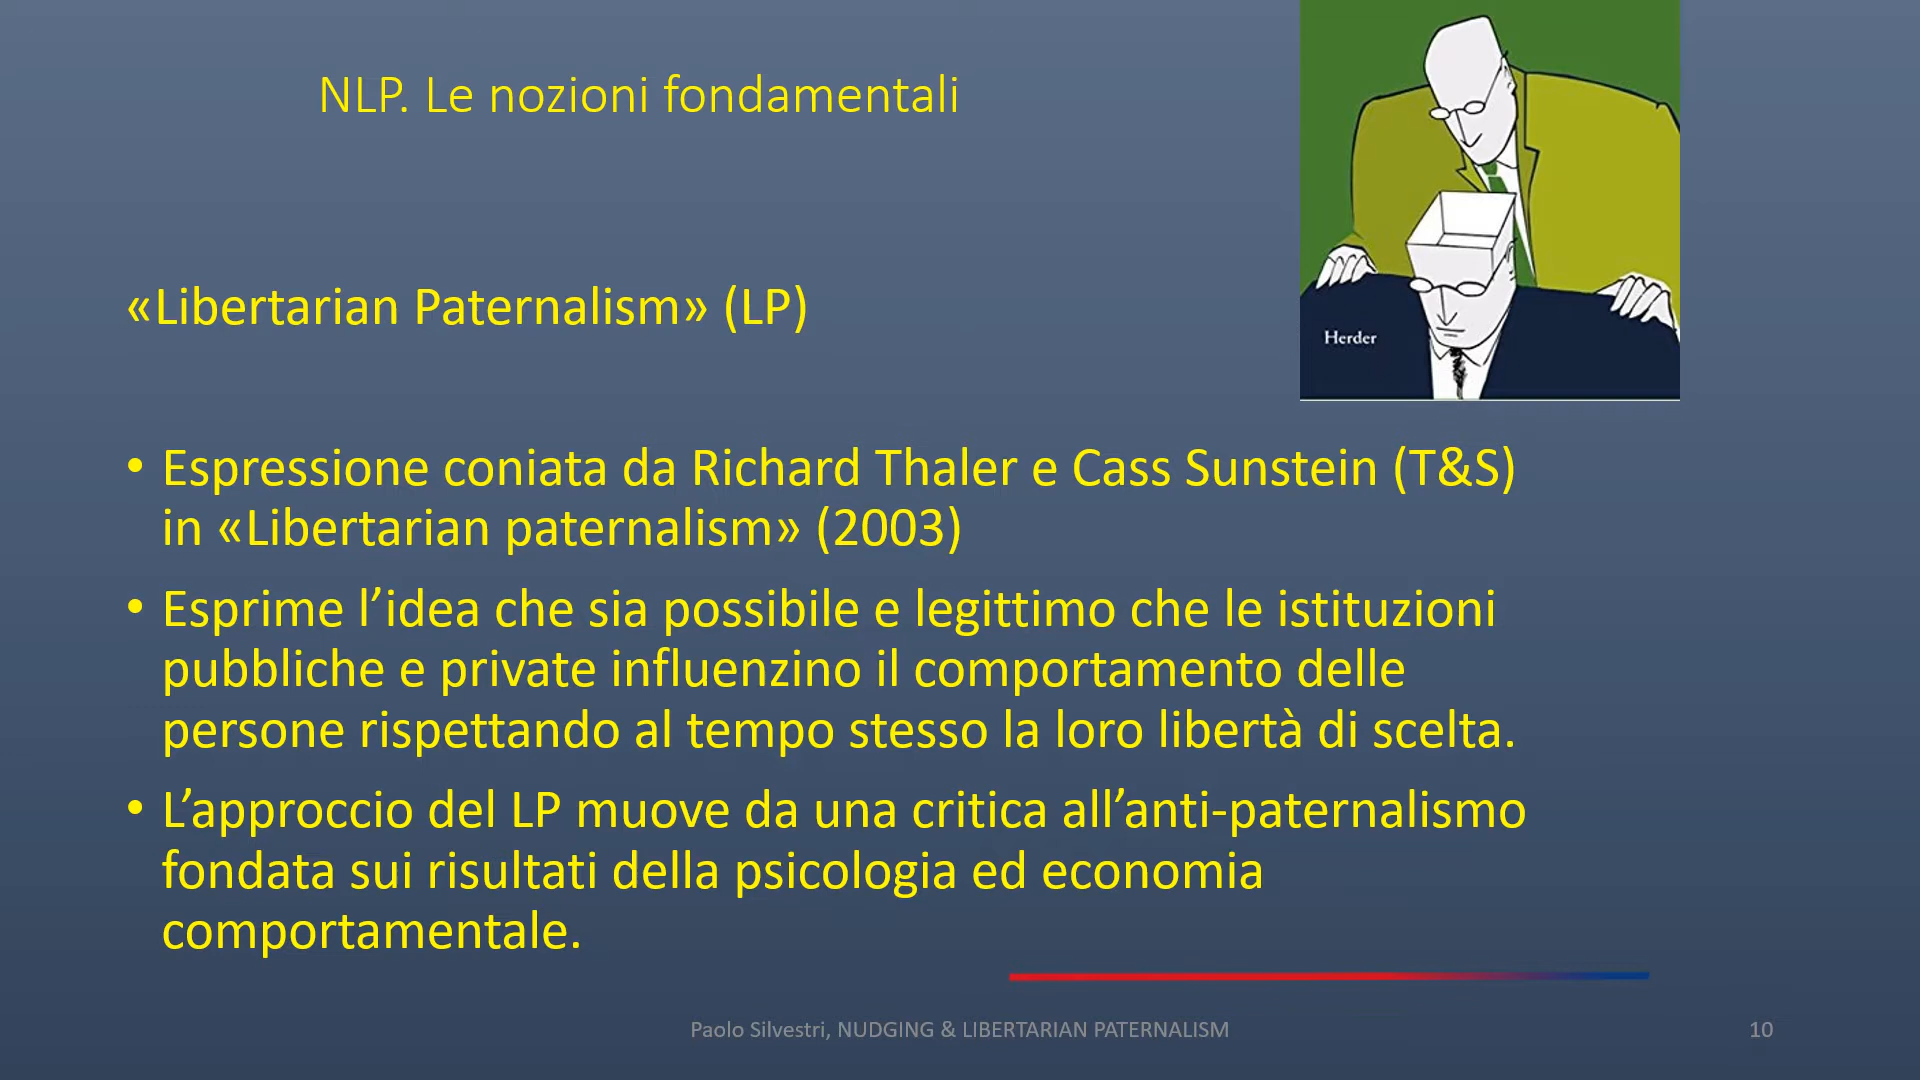 NLP. Le nozioni fondamentali
Herder
«Libertarian Paternalism» (LP)
• Espressione coniata da Richard Thaler e Cass Sunstein (T&S)
in «Libertarian paternalism» (2003)
• Esprime l’idea che sia possibile e legittimo che le istituzioni
pubbliche e private influenzino il comportamento delle
persone rispettando al tempo stesso la loro libertà di scelta.
• L’approccio del LP muove da una critica all’anti-paternalismo
fondata sui risultati della psicologia ed economia
comportamentale.
Paolo Silvestri, NUDGING & LIBERTARIAN PATERNALISM
10